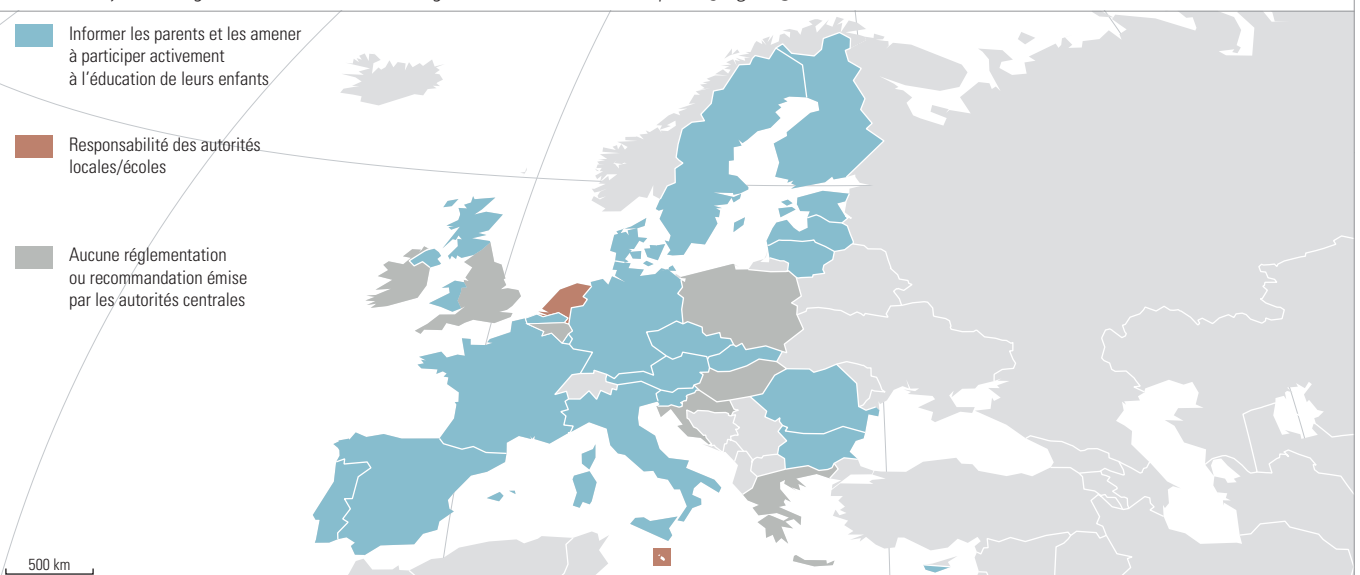 Informer les parents et les amener
à participer activement
à l’éducation de leurs enfants
Responsabilité des autorités
locales/écoles
Aucune réglementation
ou recommandation émise
par les autorités centrales
500 km